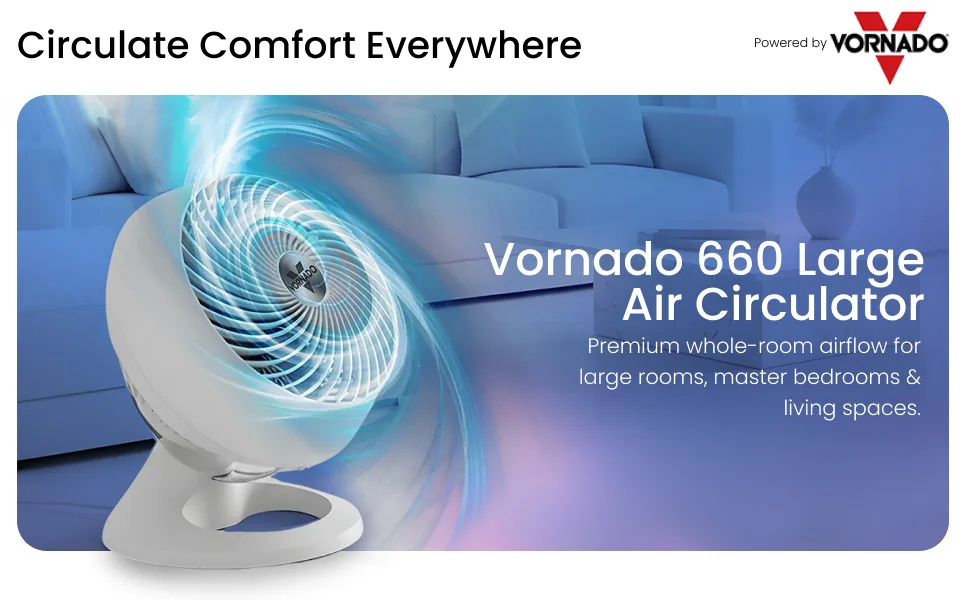 Circulate Comfort Everywhere
Powered by VORNADO
VORNADO
Vornado 660 Large
Air Circulator
Premium whole-room airflow for
large rooms, master bedrooms &
living spaces.